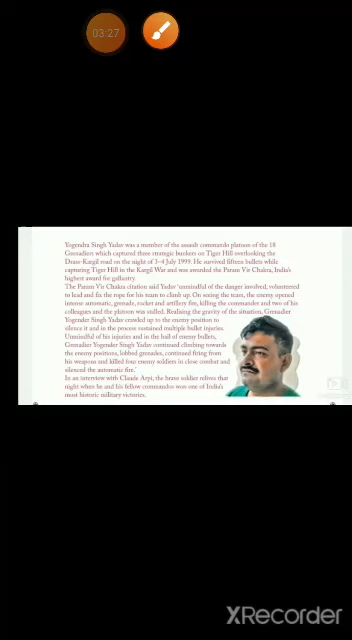 03:27
Yogendra Singh Yadav was a member of the assault commando platoon of the 18
Grenadiers which captured three strategic bunkers on Tiger Hill overlooking the
Drass-Kargil road on the night of 3–4 July 1999. He survived fifteen bullets while
capturing Tiger Hill in the Kargil War and was awarded the Param Vir Chakra, India's
highest award for gallantry.
The Param Vir Chakra citation said Yadav 'unmindful of the danger involved, volunteered
to lead and fix the rope for his team to climb up. On seeing the team, the enemy opened
intense automatic, grenade, rocket and artillery fire, killing the commander and two of his
colleagues and the platoon was stalled. Realising the gravity of the situation, Grenadier
Yogender Singh Yadav crawled up to the enemy position to
silence it and in the process sustained multiple bullet injuries.
Unmindful of his injuries and in the hail of enemy bullets,
Grenadier Yogender Singh Yadav continued climbing towards
the enemy positions, lobbed grenades, continued firing from
his weapons and killed four enemy soldiers in close combat and
silenced the automatic fire.'
In an interview with Claude Arpi, the brave soldier relives that
night when he and his fellow commandos won one of India's
most historic military victories.
XRecorder